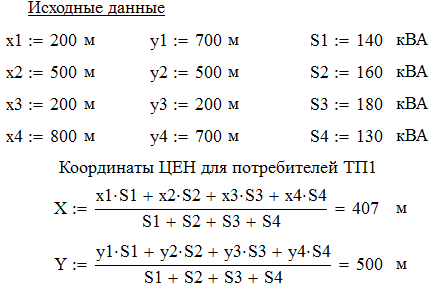 Исходные данные
x1 := 200 м y1 := 700 м S1 := 140 кВА
x2 := 500 м y2 := 500 м S2 := 160 кВА
x3 := 200 м y3 := 200 м S3 := 180 кВА
x4 := 800 м y4 := 700 м S4 := 130 кВА
Координаты ЦЕН для потребителей ТП1
X := (x1·S1 + x2·S2 + x3·S3 + x4·S4) / (S1 + S2 + S3 + S4) = 407 м
Y := (y1·S1 + y2·S2 + y3·S3 + y4·S4) / (S1 + S2 + S3 + S4) = 500 м